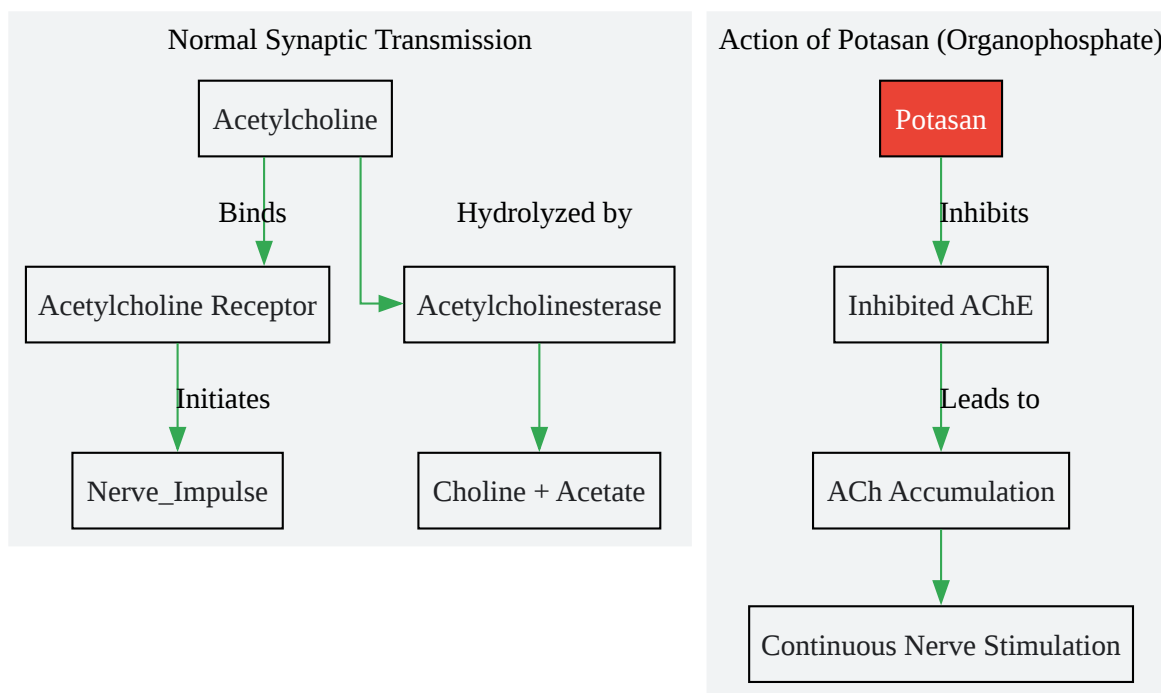 Normal Synaptic Transmission
Acetylcholine
Binds
Hydrolyzed by
Acetylcholine Receptor
Acetylcholinesterase
Initiates
Nerve_Impulse
Choline + Acetate
Action of Potasan (Organophosphate)
Potasan
Inhibits
Inhibited AChE
Leads to
ACh Accumulation
Continuous Nerve Stimulation